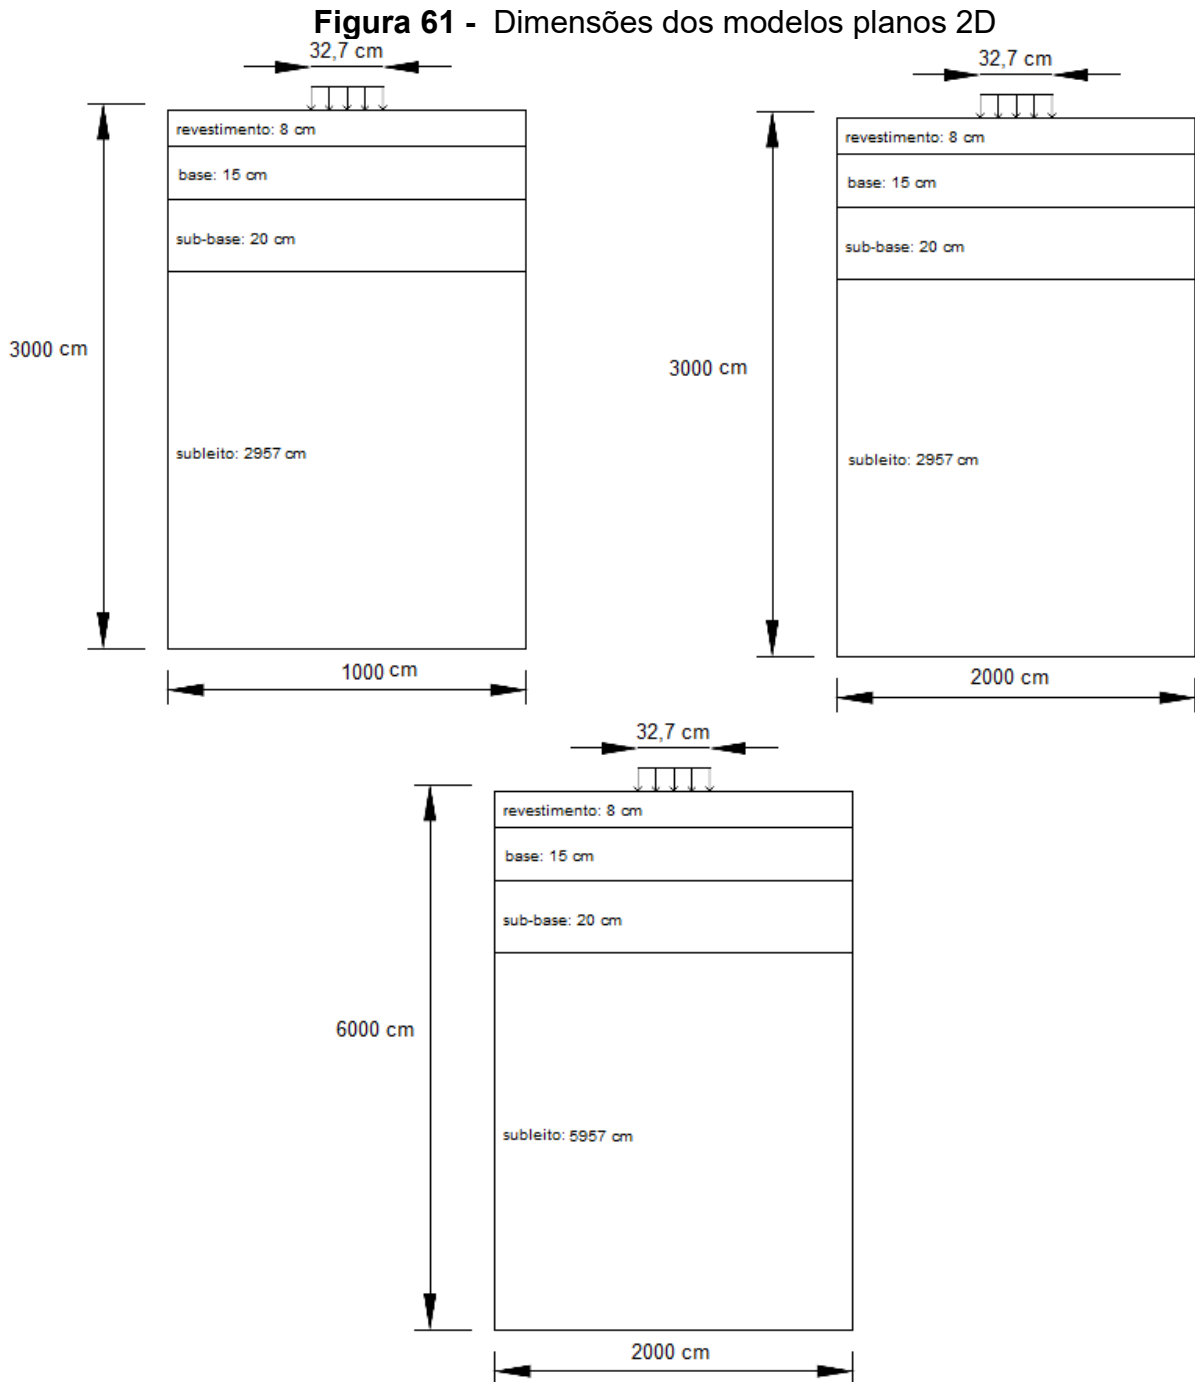 Figura 61 - Dimensões dos modelos planos 2D
32,7 cm
revestimento: 8 cm
base: 15 cm
sub-base: 20 cm
3000 cm
subleito: 2957 cm
1000 cm
32,7 cm
revestimento: 8 cm
base: 15 cm
sub-base: 20 cm
3000 cm
subleito: 2957 cm
2000 cm
32,7 cm
revestimento: 8 cm
base: 15 cm
sub-base: 20 cm
6000 cm
subleito: 5957 cm
2000 cm